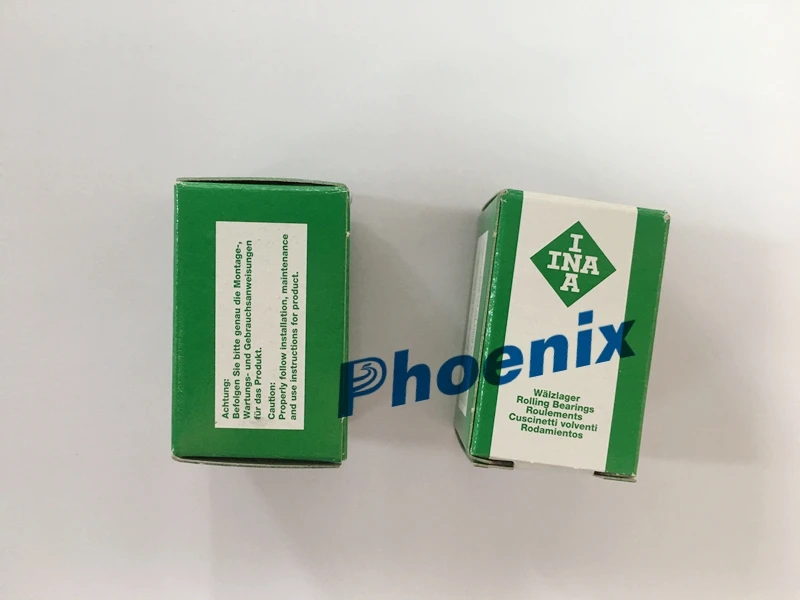 Achtung:
Befolgen Sie bitte genau die Montage-,
Wartungs- und Gebrauchsanweisungen
für das Produkt.
Caution:
Properly follow installation, maintenance
and use instructions for product.
I
INA
A
Phoenix
Wälzlager
Rolling Bearings
Roulements
Cuscinetti volventi
Rodamientos